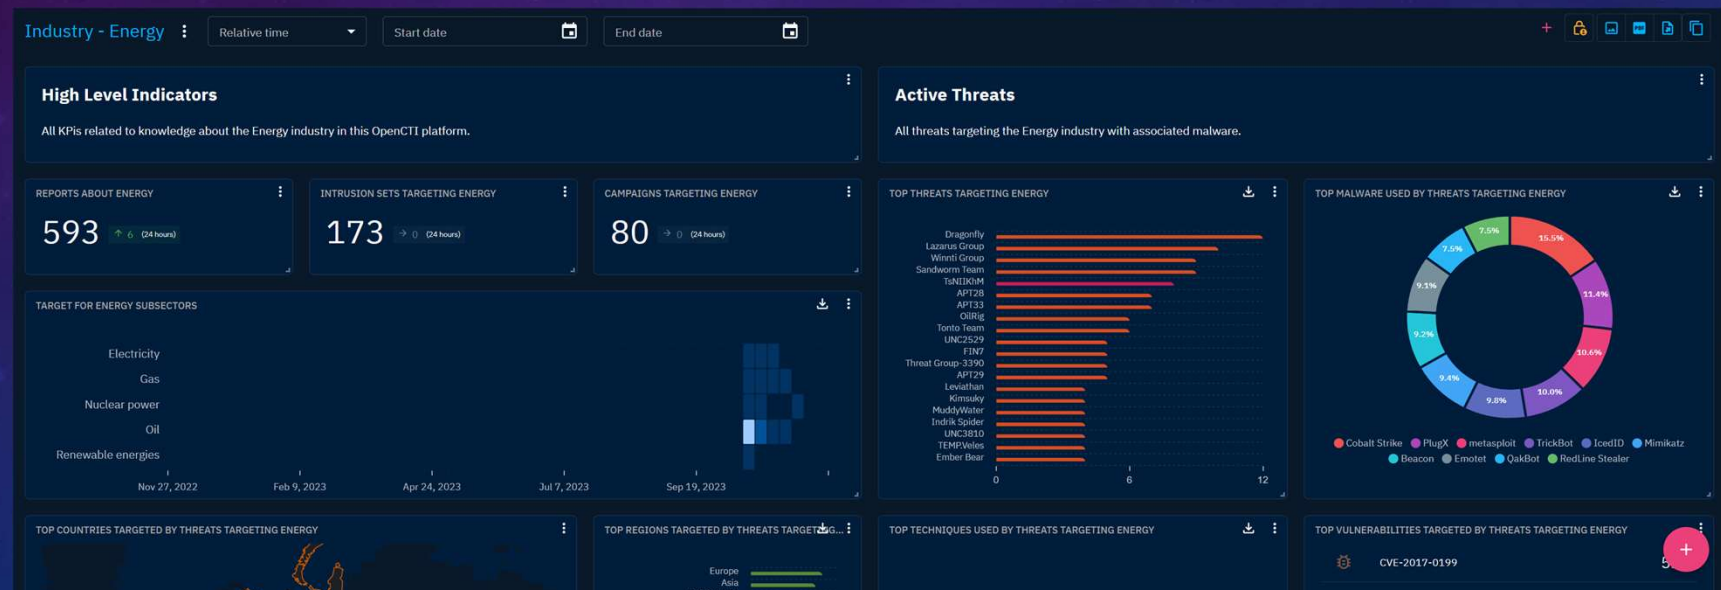 Industry - Energy
Relative time
Start date
End date
High Level Indicators
All KPis related to knowledge about the Energy industry in this OpenCTI platform.
Active Threats
All threats targeting the Energy industry with associated malware.
REPORTS ABOUT ENERGY
593 6 (24 hours)
INTRUSION SETS TARGETING ENERGY
173 0 (24 hours)
CAMPAIGNS TARGETING ENERGY
80 0 (24 hours)
TARGET FOR ENERGY SUBSECTORS
Electricity
Gas
Nuclear power
Oil
Renewable energies
Nov 27, 2022 Feb 9, 2023 Apr 24, 2023 Jul 7, 2023 Sep 19, 2023
TOP THREATS TARGETING ENERGY
Dragonfly
Lazarus Group
Winnti Group
Sandworm Team
TsNIIKhM
APT28
APT33
OilRig
Tonto Team
UNC2529
FIN7
Threat Group-3390
APT29
Leviathan
Kimsuky
MuddyWater
Indrik Spider
UNC3810
TEMP.Veles
Ember Bear
0 6 12
TOP MALWARE USED BY THREATS TARGETING ENERGY
15.5%
11.4%
10.6%
10.0%
9.8%
9.4%
9.2%
9.1%
7.5%
7.5%
Cobalt Strike PlugX metasploit TrickBot IcedID Mimikatz
Beacon Emotet QakBot RedLine Stealer
TOP COUNTRIES TARGETED BY THREATS TARGETING ENERGY
TOP REGIONS TARGETED BY THREATS TARGETING...
Europe
Asia
TOP TECHNIQUES USED BY THREATS TARGETING ENERGY
TOP VULNERABILITIES TARGETED BY THREATS TARGETING ENERGY
CVE-2017-0199